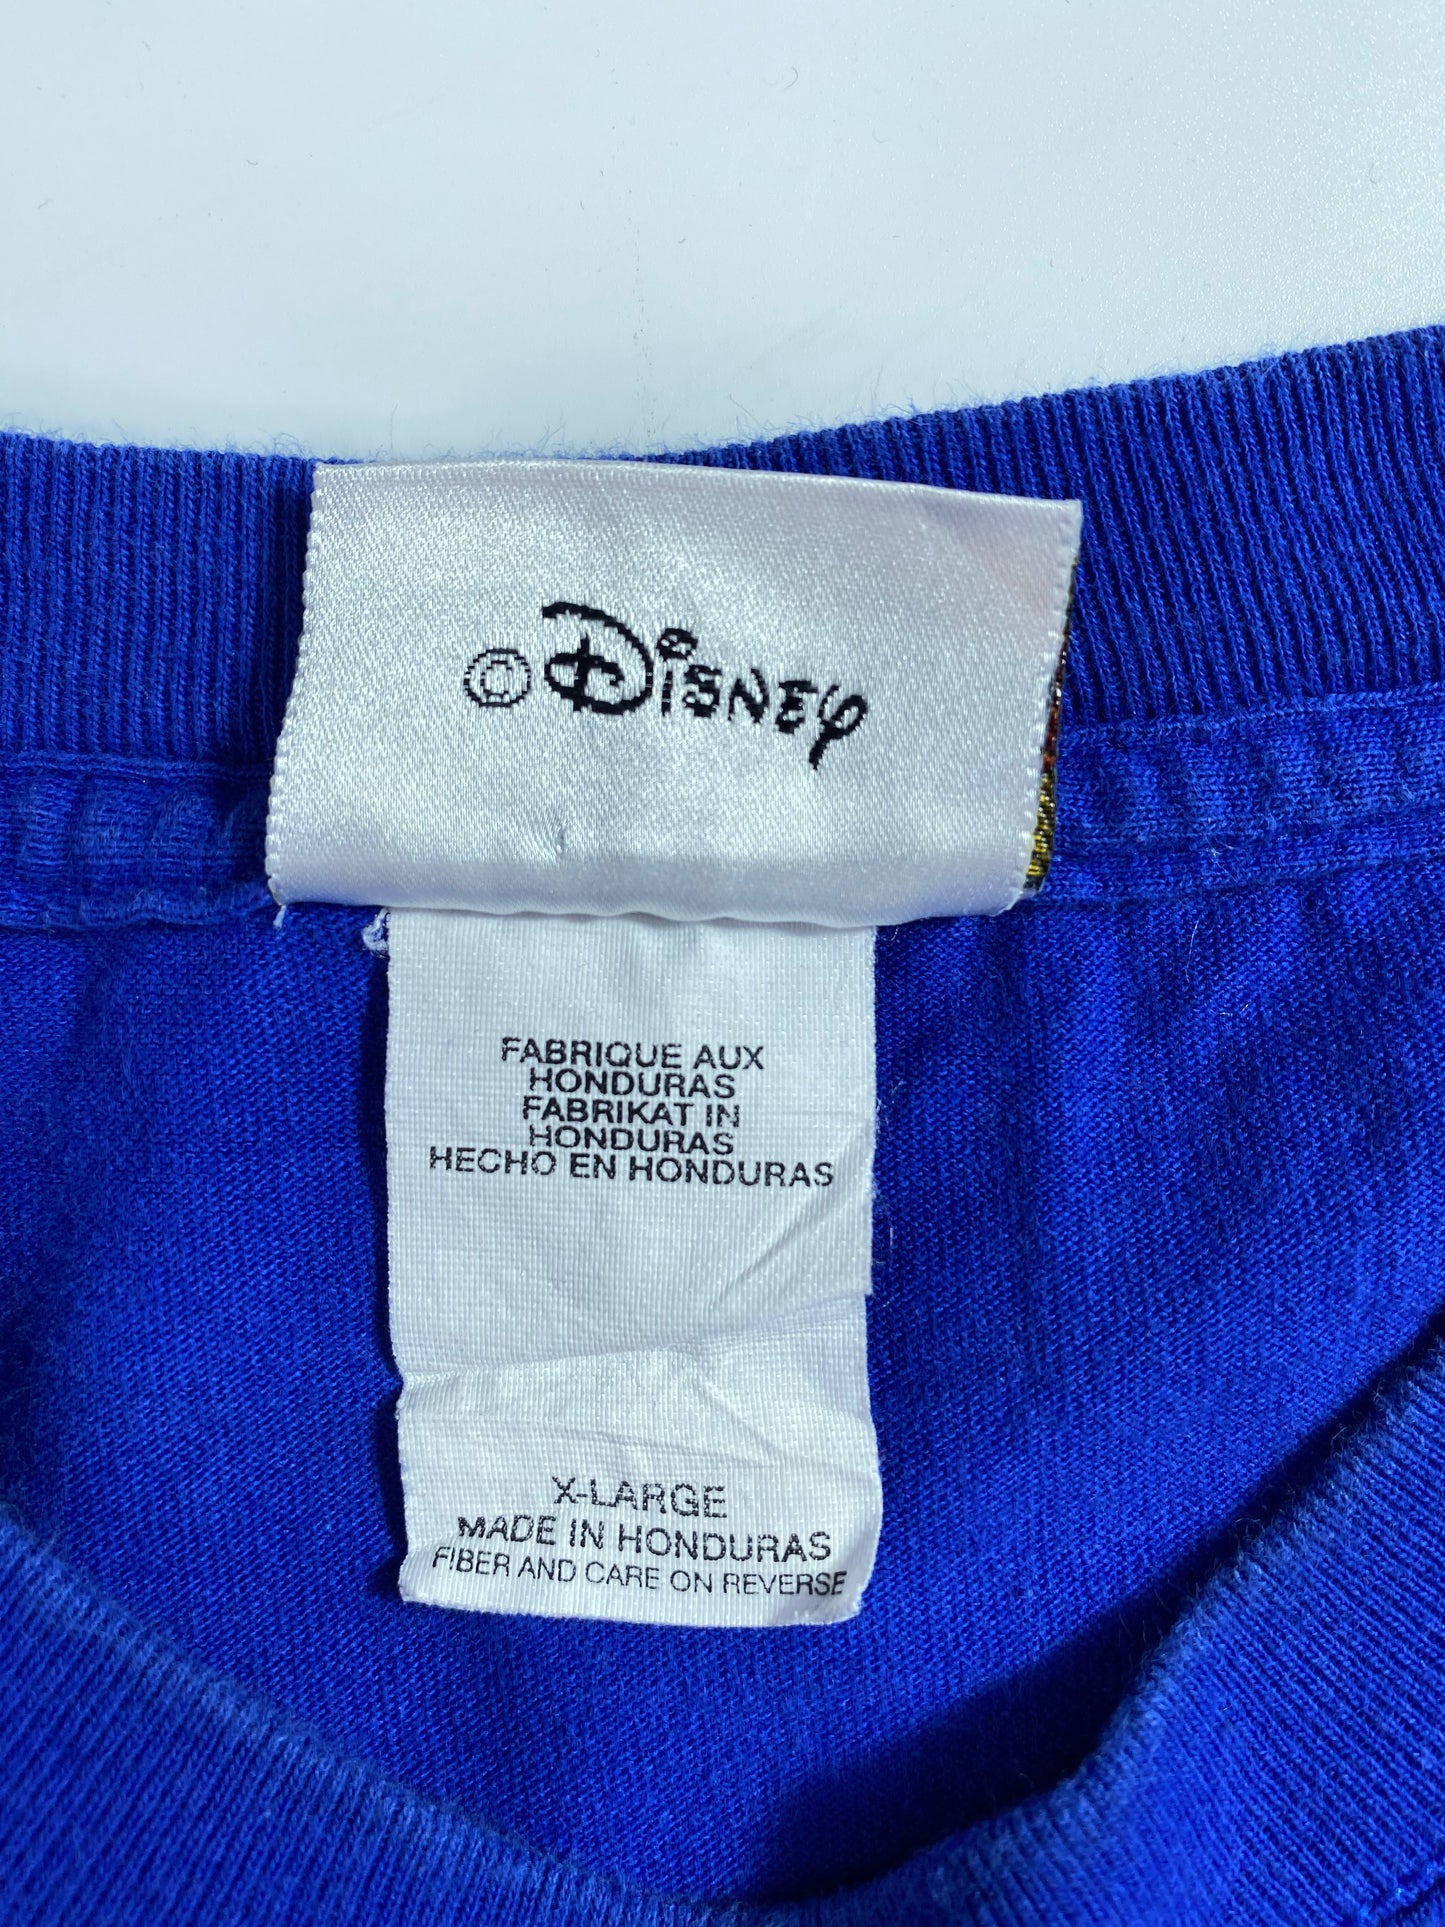 © Disney
FABRIQUE AUX
HONDURAS
FABRIKAT IN
HONDURAS
HECHO EN HONDURAS
X-LARGE
MADE IN HONDURAS
FIBER AND CARE ON REVERSE